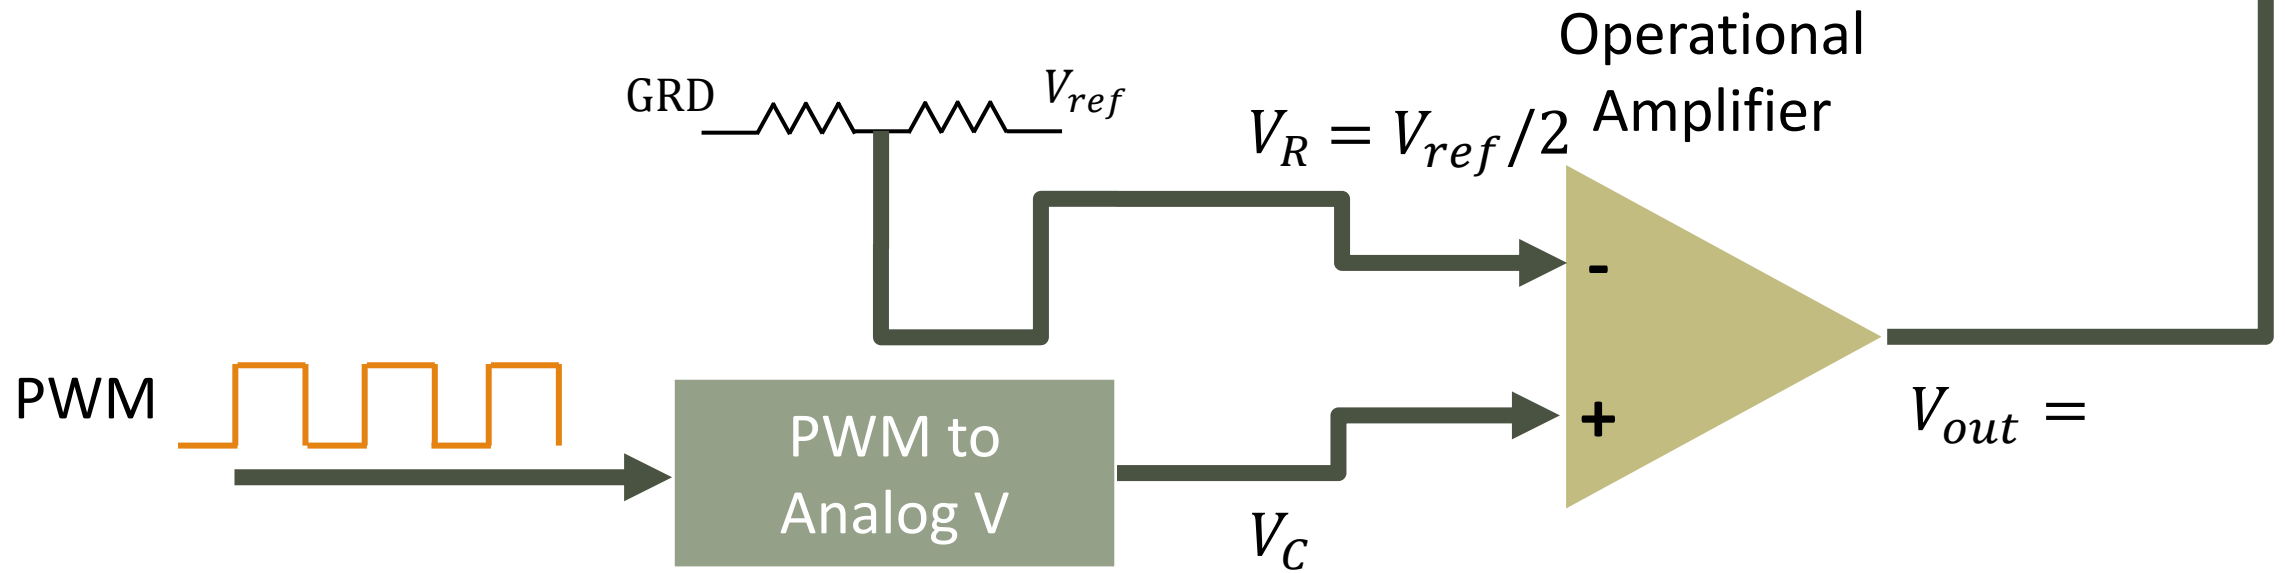 Operational
Amplifier
GRD
V_ref
V_R = V_ref/2
-
PWM
PWM to
Analog V
+
V_out =
V_C